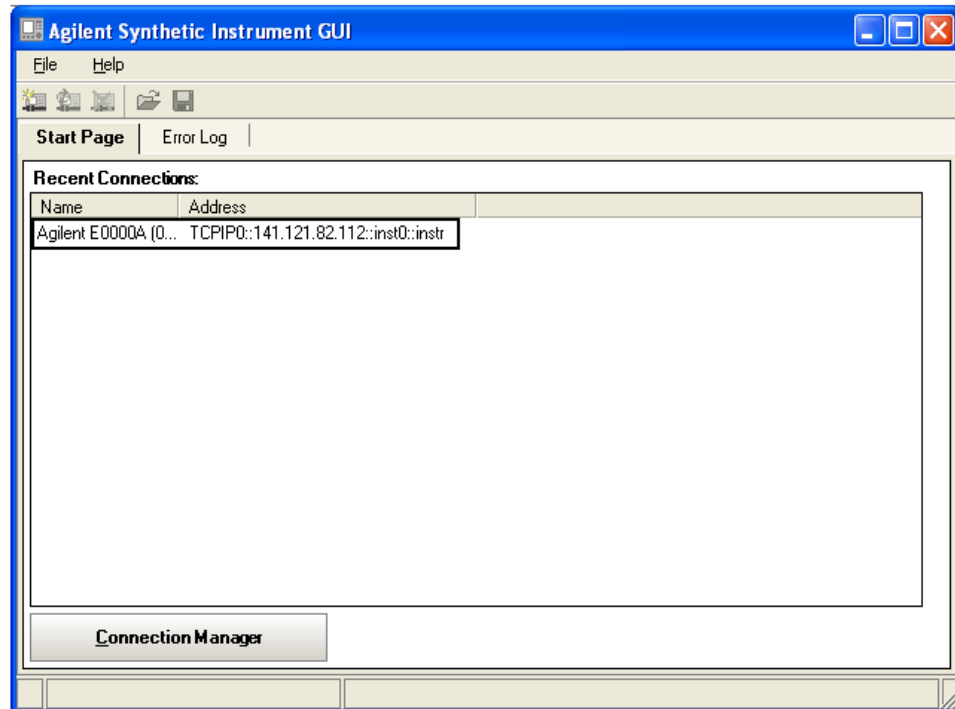 Agilent Synthetic Instrument GUI
File Help
Start Page Error Log
Recent Connections:
Name Address
Agilent E0000A (0... TCPIP0::141.121.82.112::inst0::instr
Connection Manager